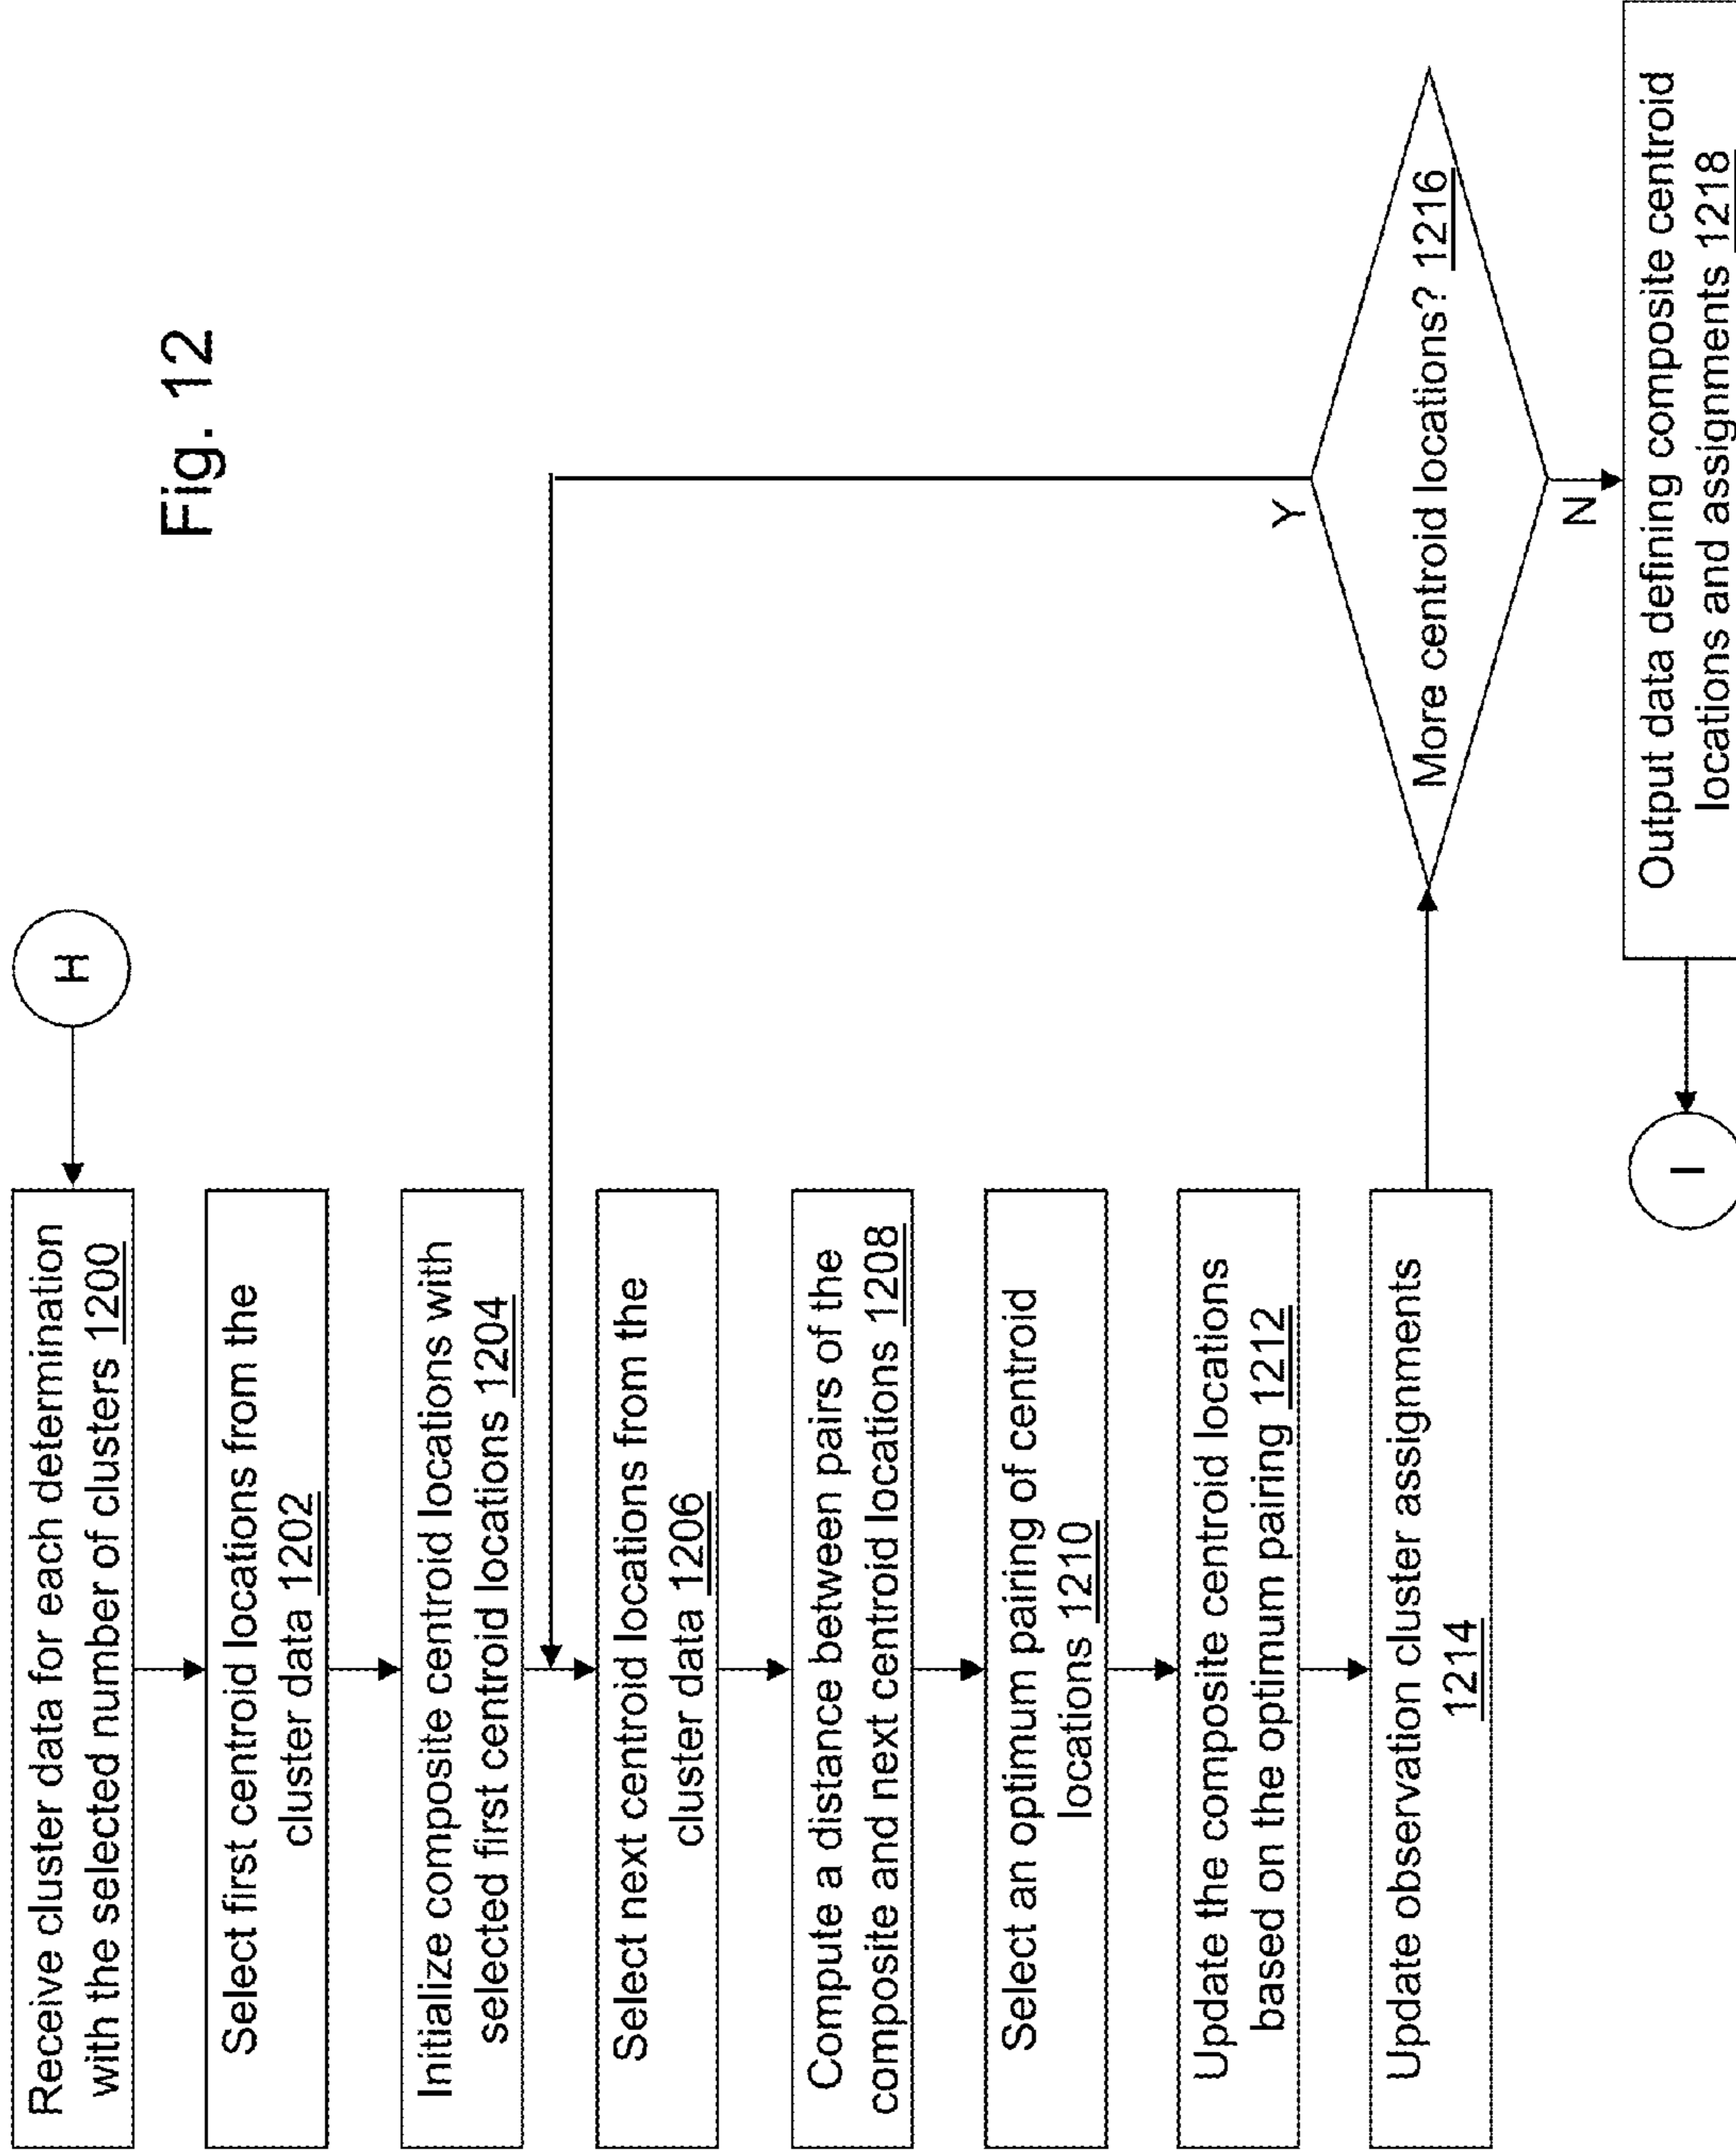 Fig. 12
H
Receive cluster data for each determination
with the selected number of clusters 1200
Select first centroid locations from the
cluster data 1202
Initialize composite centroid locations with
selected first centroid locations 1204
Select next centroid locations from the
cluster data 1206
Compute a distance between pairs of the
composite and next centroid locations 1208
Select an optimum pairing of centroid
locations 1210
Update the composite centroid locations
based on the optimum pairing 1212
Update observation cluster assignments
1214
More centroid locations? 1216
Y
N
Output data defining composite centroid
locations and assignments 1218
I